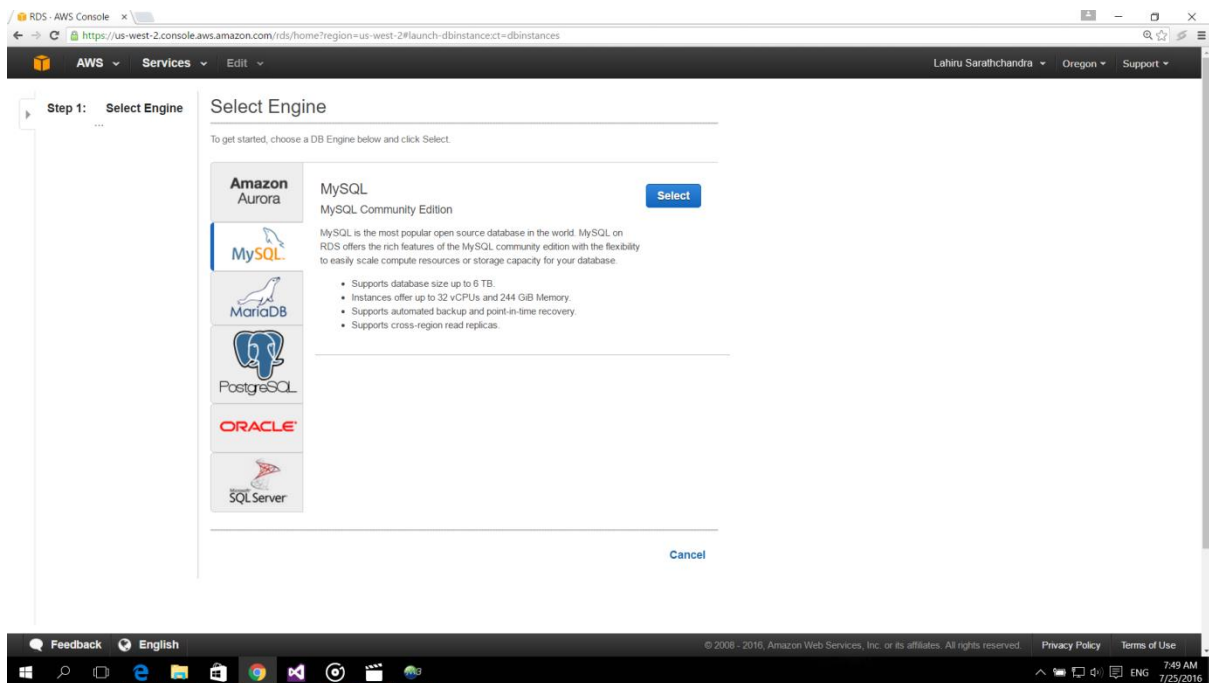 RDS - AWS Console
https://us-west-2.console.aws.amazon.com/rds/home?region=us-west-2#launch-dbinstance:ct=dbinstances
AWS Services Edit Lahiru Sarathchandra Oregon Support
Step 1: Select Engine
...
Select Engine
To get started, choose a DB Engine below and click Select.
Amazon
Aurora
MySQL
MariaDB
PostgreSQL
ORACLE
Microsoft
SQL Server
MySQL
Select
MySQL Community Edition
MySQL is the most popular open source database in the world. MySQL on
RDS offers the rich features of the MySQL community edition with the flexibility
to easily scale compute resources or storage capacity for your database.
• Supports database size up to 6 TB.
• Instances offer up to 32 vCPUs and 244 GiB Memory.
• Supports automated backup and point-in-time recovery.
• Supports cross-region read replicas.
Cancel
Feedback English © 2008 - 2016, Amazon Web Services, Inc. or its affiliates. All rights reserved. Privacy Policy Terms of Use
ENG
7:49 AM
7/25/2016